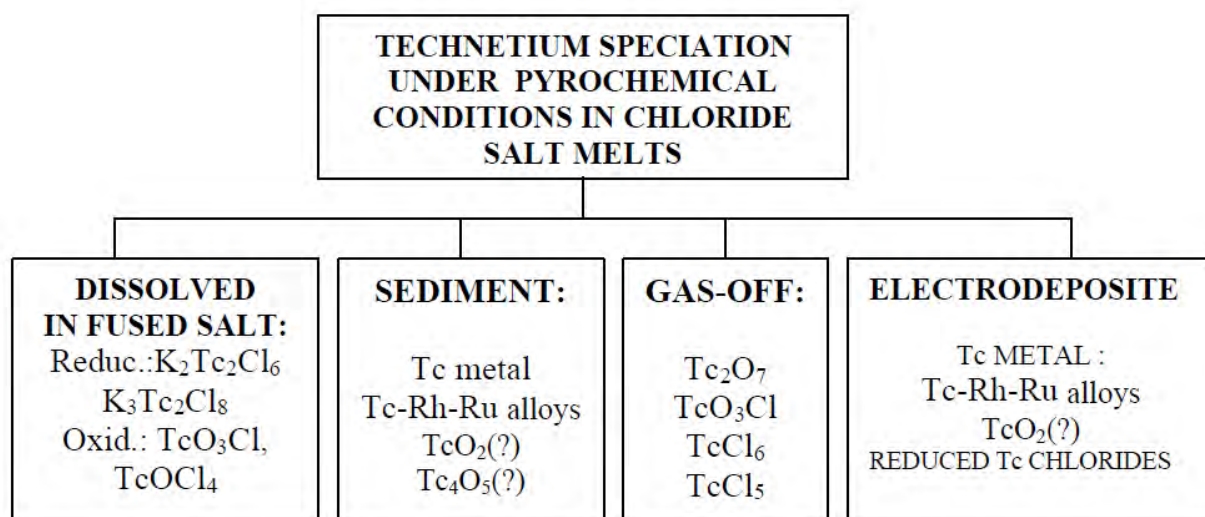 TECHNETIUM SPECIATION
UNDER PYROCHEMICAL
CONDITIONS IN CHLORIDE
SALT MELTS
DISSOLVED
IN FUSED SALT:
Reduc.:K₂Tc₂Cl₆
K₃Tc₂Cl₈
Oxid.: TcO₃Cl,
TcOCl₄
SEDIMENT:
Tc metal
Tc-Rh-Ru alloys
TcO₂(?)
Tc₄O₅(?)
GAS-OFF:
Tc₂O₇
TcO₃Cl
TcCl₆
TcCl₅
ELECTRODEPOSITE
Tc METAL :
Tc-Rh-Ru alloys
TcO₂(?)
REDUCED Tc CHLORIDES